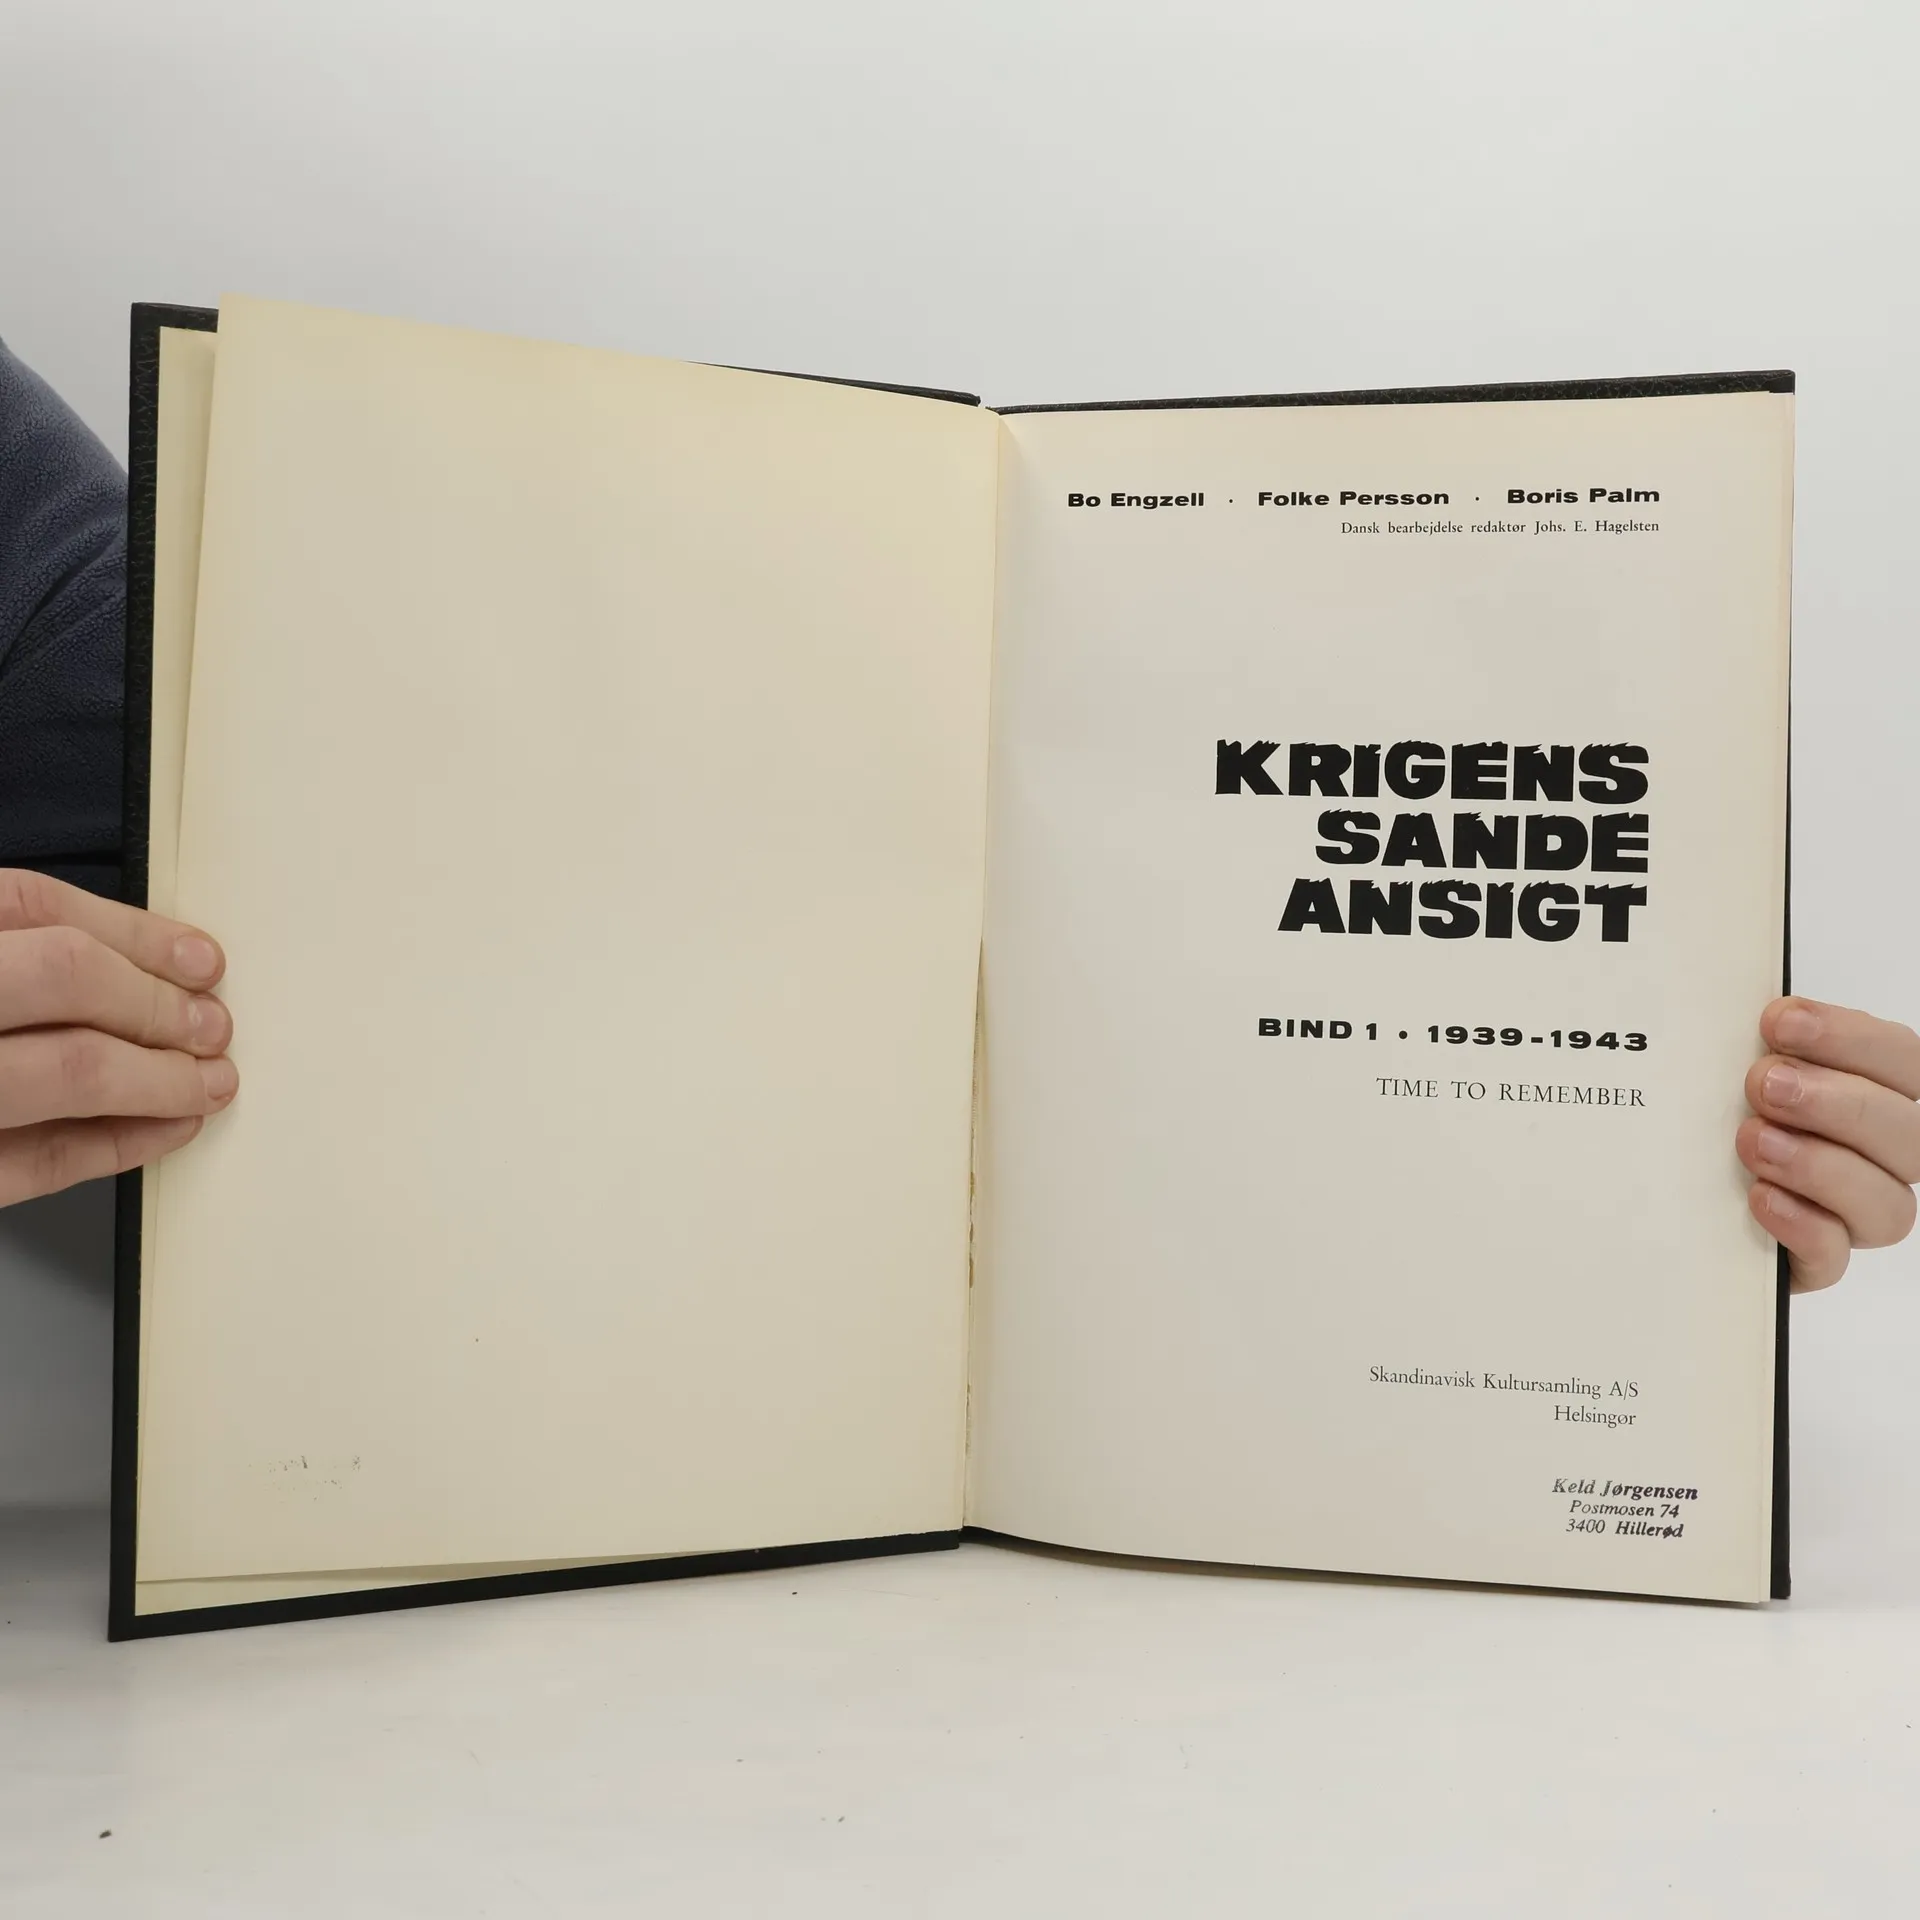 Bo Engzell · Folke Persson · Boris Palm
Dansk bearbejdelse redaktør Johs. E. Hagelsten
KRIGENS
SANDE
ANSIGT
BIND 1 • 1939-1943
TIME TO REMEMBER
Skandinavisk Kultursamling A/S
Helsingør
Keld Jørgensen
Postmosen 74
3400 Hillerød